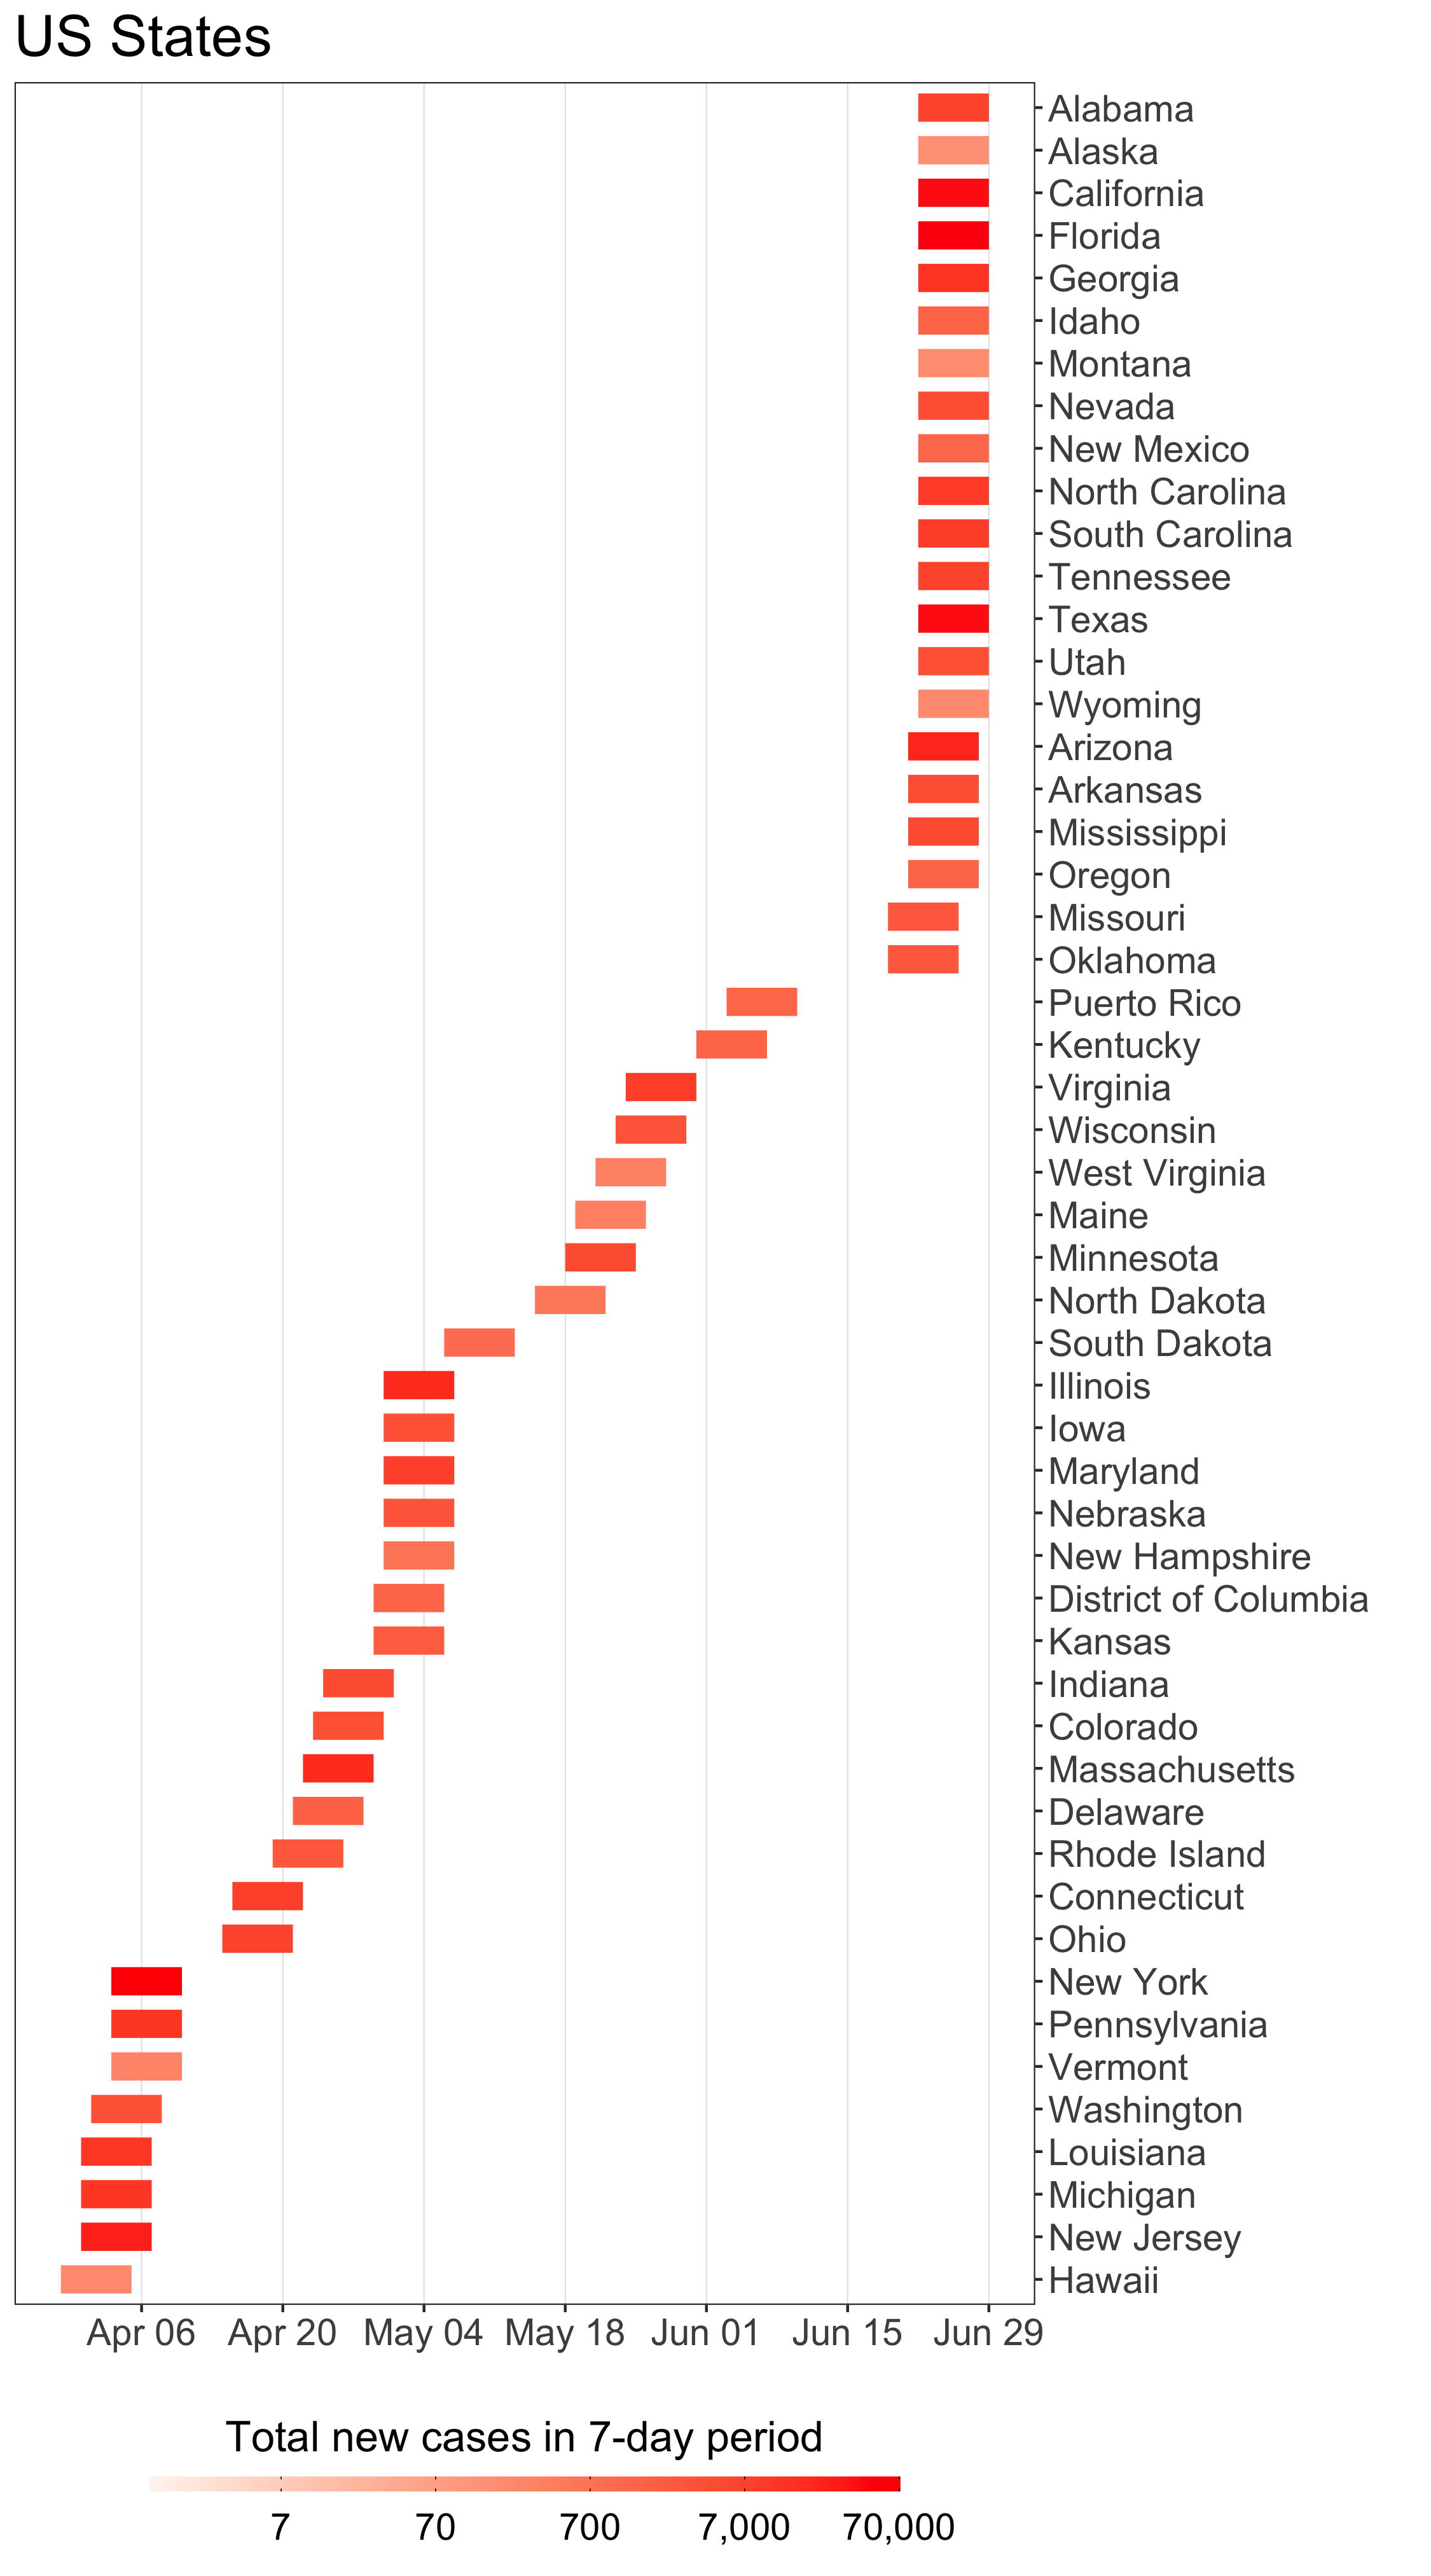 US States
Alabama
Alaska
California
Florida
Georgia
Idaho
Montana
Nevada
New Mexico
North Carolina
South Carolina
Tennessee
Texas
Utah
Wyoming
Arizona
Arkansas
Mississippi
Oregon
Missouri
Oklahoma
Puerto Rico
Kentucky
Virginia
Wisconsin
West Virginia
Maine
Minnesota
North Dakota
South Dakota
Illinois
Iowa
Maryland
Nebraska
New Hampshire
District of Columbia
Kansas
Indiana
Colorado
Massachusetts
Delaware
Rhode Island
Connecticut
Ohio
New York
Pennsylvania
Vermont
Washington
Louisiana
Michigan
New Jersey
Hawaii
Apr 06 Apr 20 May 04 May 18 Jun 01 Jun 15 Jun 29
Total new cases in 7-day period
7 70 700 7,000 70,000